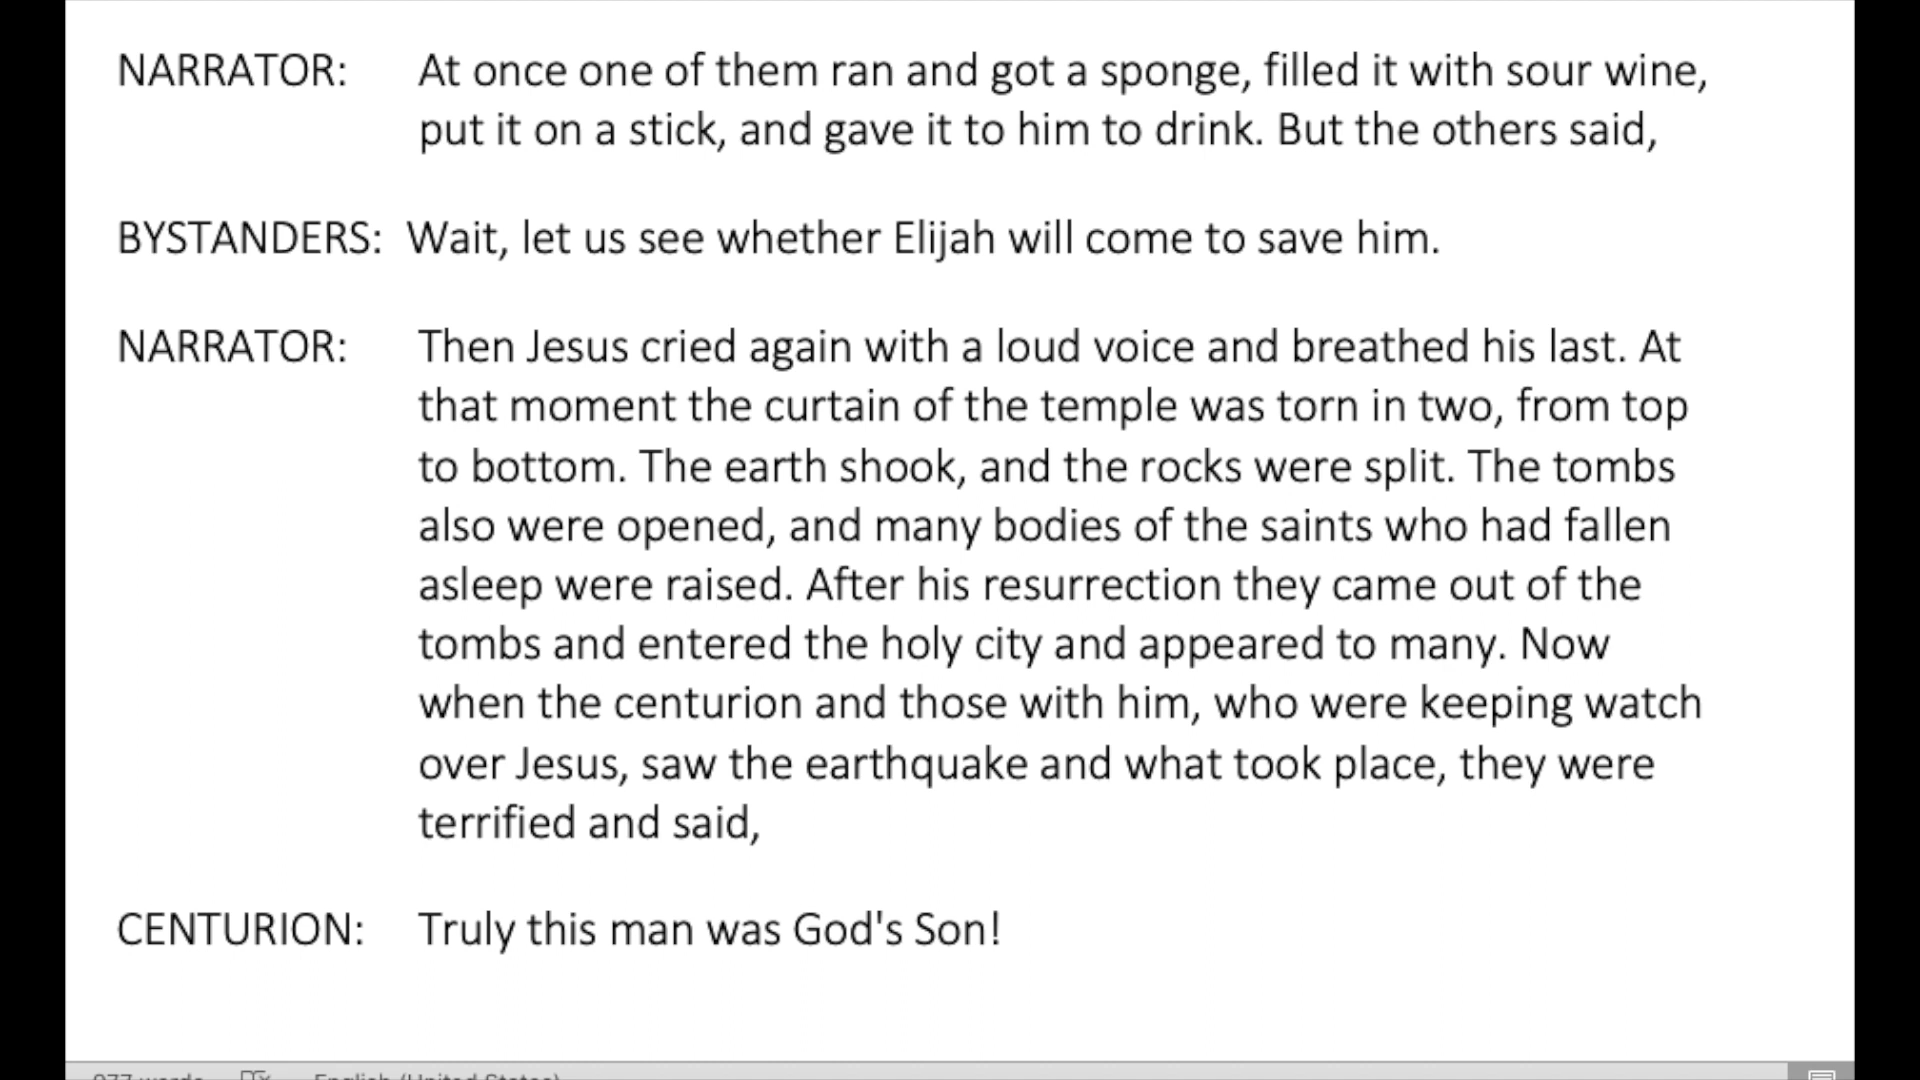 NARRATOR: At once one of them ran and got a sponge, filled it with sour wine,
put it on a stick, and gave it to him to drink. But the others said,
BYSTANDERS: Wait, let us see whether Elijah will come to save him.
NARRATOR: Then Jesus cried again with a loud voice and breathed his last. At
that moment the curtain of the temple was torn in two, from top
to bottom. The earth shook, and the rocks were split. The tombs
also were opened, and many bodies of the saints who had fallen
asleep were raised. After his resurrection they came out of the
tombs and entered the holy city and appeared to many. Now
when the centurion and those with him, who were keeping watch
over Jesus, saw the earthquake and what took place, they were
terrified and said,
CENTURION: Truly this man was God's Son!
977 words English (United States)